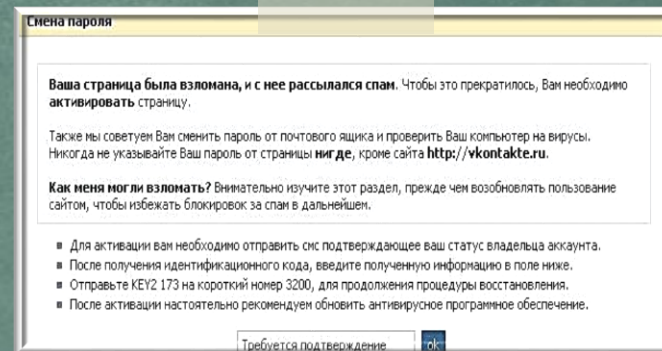 Смена пароля
Ваша страница была взломана, и с нее рассылался спам. Чтобы это прекратилось, Вам необходимо
активировать страницу.
Также мы советуем Вам сменить пароль от почтового ящика и проверить Ваш компьютер на вирусы.
Никогда не указывайте Ваш пароль от страницы нигде, кроме сайта http://vkontakte.ru.
Как меня могли взломать? Внимательно изучите этот раздел, прежде чем возобновлять пользование
сайтом, чтобы избежать блокировок за спам в дальнейшем.
Для активации вам необходимо отправить смс подтверждающее ваш статус владельца аккаунта.
После получения идентификационного кода, введите полученную информацию в поле ниже.
Отправьте KEY2 173 на короткий номер 3200, для продолжения процедуры восстановления.
После активации настоятельно рекомендуем обновить антивирусное программное обеспечение.
Требуется подтверждение ok